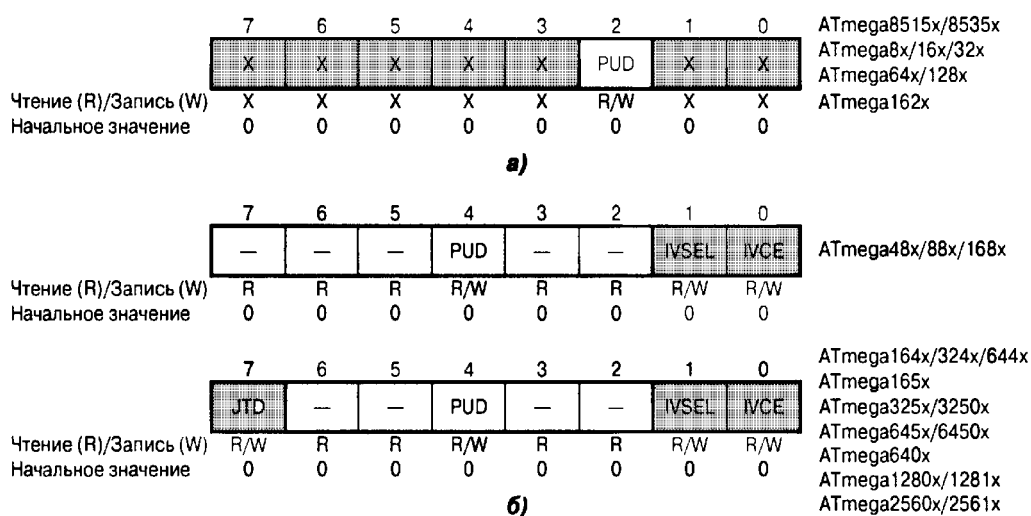 7 6 5 4 3 2 1 0 ATmega8515x/8535x
X X X X X PUD X X ATmega8x/16x/32x
ATmega64x/128x
Чтение (R)/Запись (W) X X X X X R/W X X ATmega162x
Начальное значение 0 0 0 0 0 0 0 0
а)
7 6 5 4 3 2 1 0
— — — PUD — — IVSEL IVCE ATmega48x/88x/168x
Чтение (R)/Запись (W) R R R R/W R R R/W R/W
Начальное значение 0 0 0 0 0 0 0 0
ATmega164x/324x/644x
7 6 5 4 3 2 1 0 ATmega165x
JTD — — PUD — — IVSEL IVCE ATmega325x/3250x
ATmega645x/6450x
Чтение (R)/Запись (W) R/W R R R/W R R R/W R/W ATmega640x
Начальное значение 0 0 0 0 0 0 0 0 ATmega1280x/1281x
б) ATmega2560x/2561x